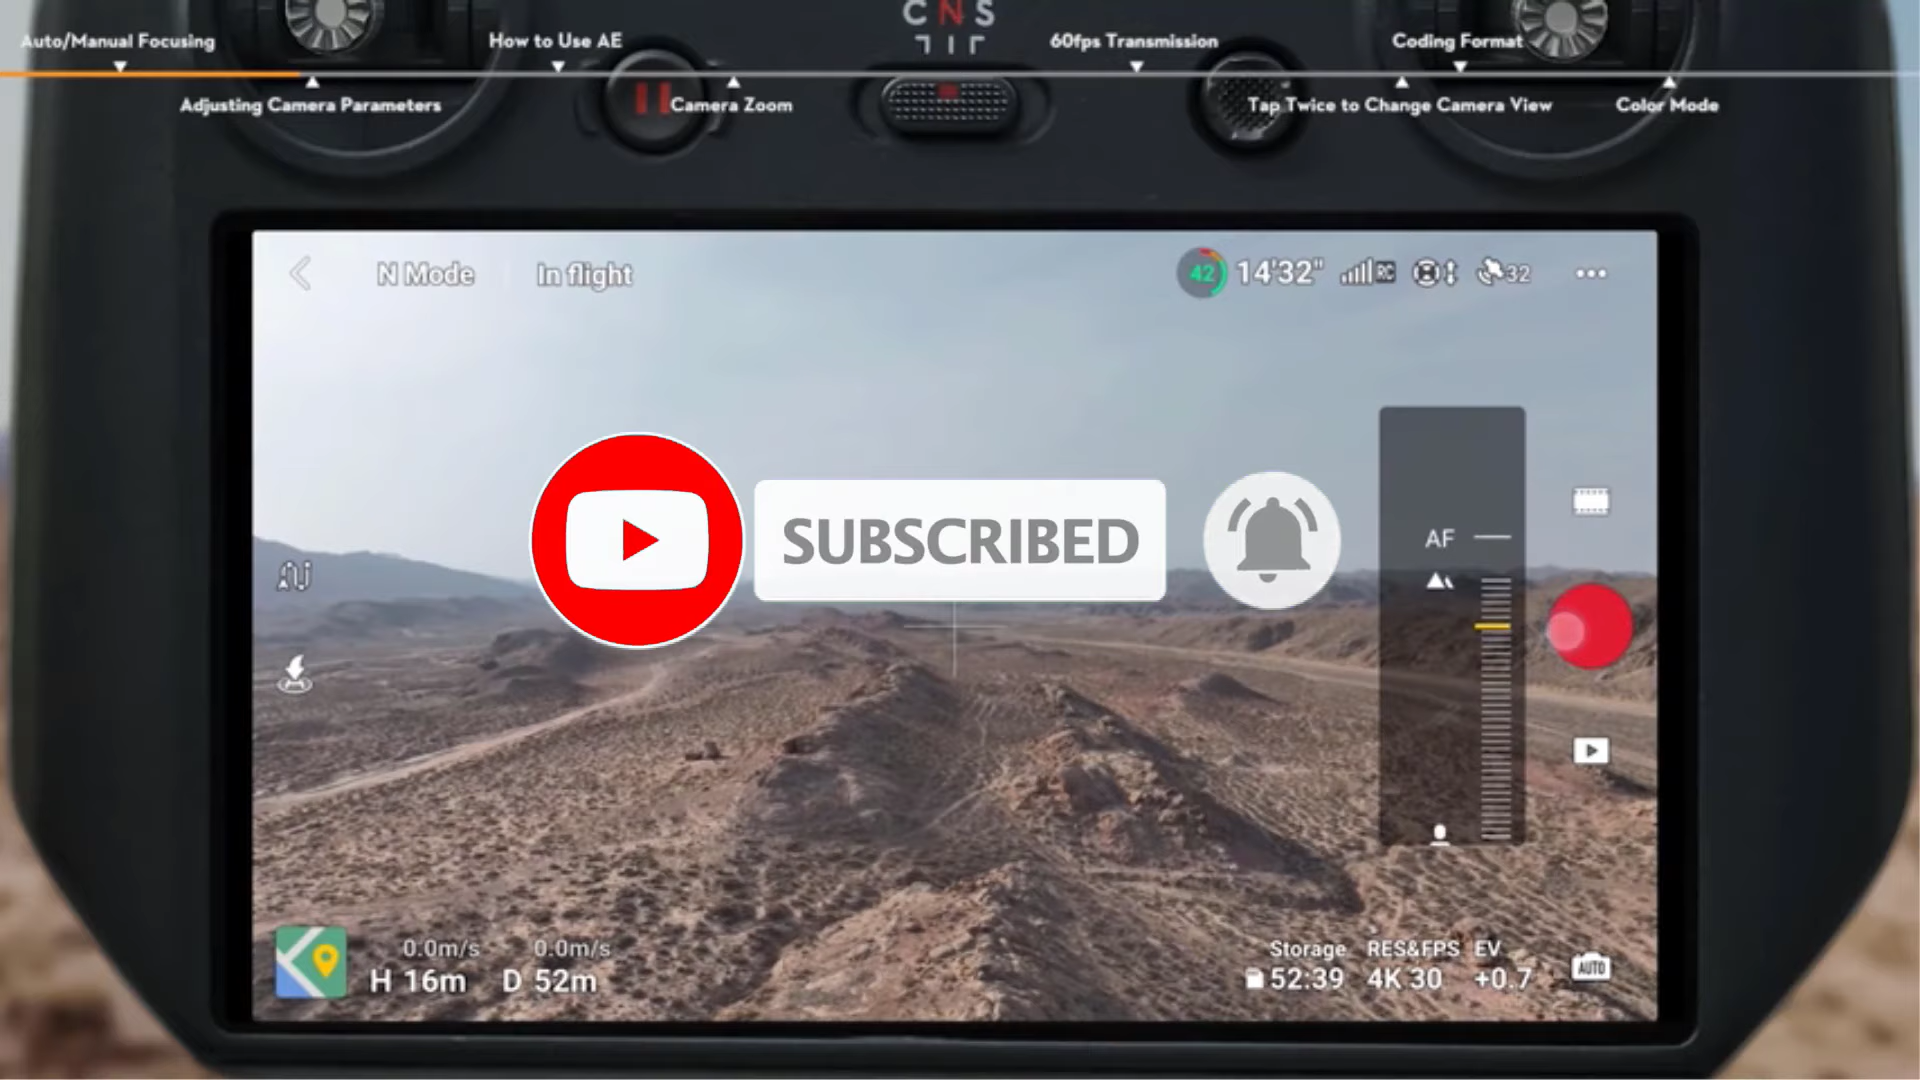 C N S
Auto/Manual Focusing
How to Use AE
60fps Transmission
Coding Format
Adjusting Camera Parameters
Camera Zoom
Tap Twice to Change Camera View
Color Mode
N Mode
In flight
42
14'32"
RC
32
SUBSCRIBED
AF
0.0m/s
0.0m/s
H 16m
D 52m
Storage
RES&FPS
EV
52:39
4K 30
+0.7
AUTO